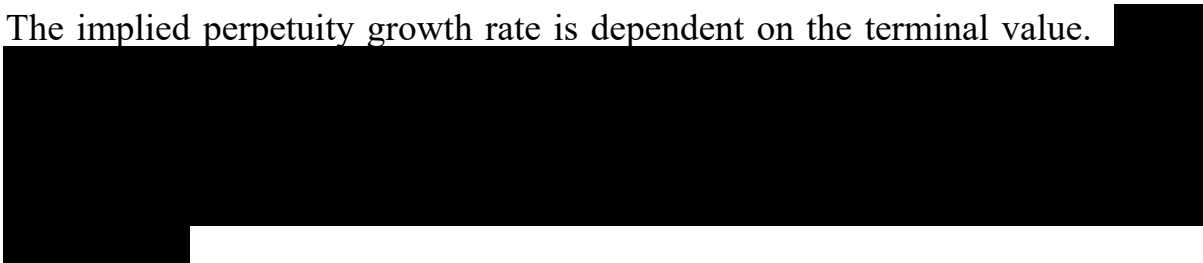 The implied perpetuity growth rate is dependent on the terminal value.